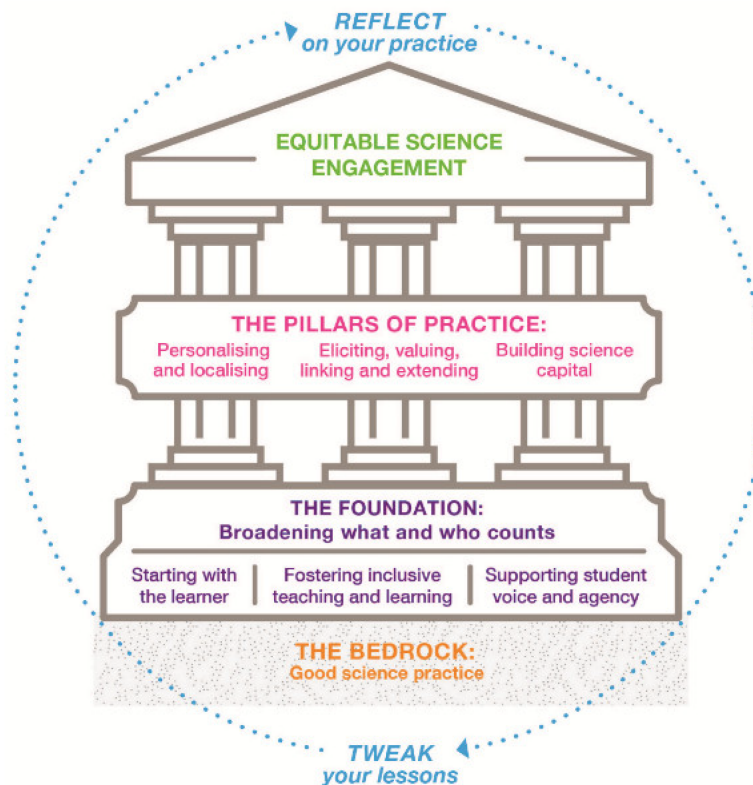 REFLECT
on your practice
EQUITABLE SCIENCE
ENGAGEMENT
THE PILLARS OF PRACTICE:
Personalising
and localising
Eliciting, valuing,
linking and extending
Building science
capital
THE FOUNDATION:
Broadening what and who counts
Starting with
the learner
Fostering inclusive
teaching and learning
Supporting student
voice and agency
THE BEDROCK:
Good science practice
TWEAK
your lessons